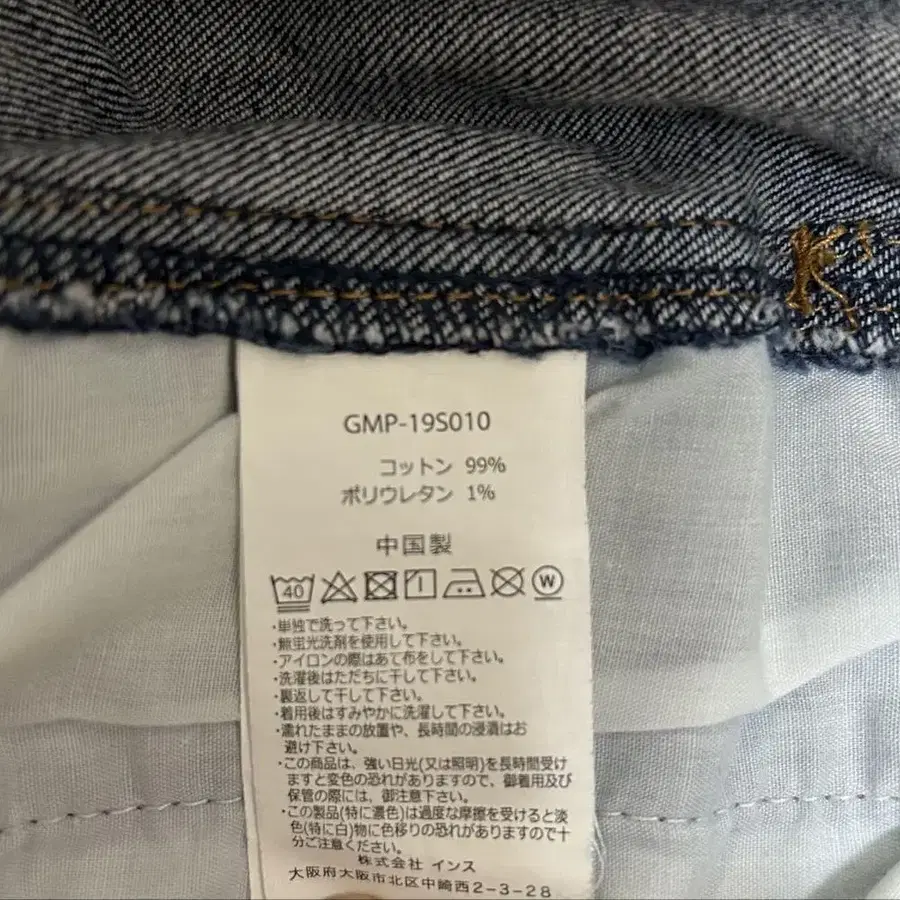 K
GMP-19S010
コットン 99%
ポリウレタン 1%
中国製
40
W
・単独で洗って下さい。
・無蛍光洗剤を使用して下さい。
・アイロンの際はあて布をして下さい。
・洗濯後はただちに干して下さい。
・裏返して干して下さい。
・着用後はすみやかに洗濯して下さい。
・濡れたままの放置や、長時間の浸漬はお
避け下さい。
・この商品は、強い日光(又は照明)を長時間受け
ますと変色の恐れがありますので、御着用及び
保管の際には、御注意下さい。
・この製品(特に濃色)は過度な摩擦を受けると淡
色(特に白)物に色移りの恐れがありますので十
分ご注意ください。
株式会社 インス
大阪府大阪市北区中崎西2-3-28